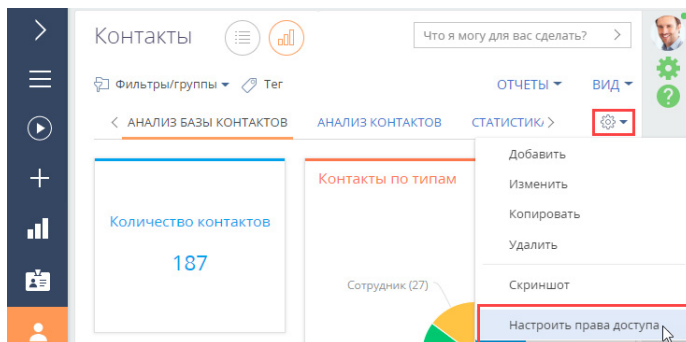 Контакты
Что я могу для вас сделать?
Фильтры/группы
Тег
ОТЧЕТЫ
ВИД
АНАЛИЗ БАЗЫ КОНТАКТОВ
АНАЛИЗ КОНТАКТОВ
СТАТИСТИК
Добавить
Изменить
Копировать
Удалить
Скриншот
Настроить права доступа
Количество контактов
187
Контакты по типам
Сотрудник (27)